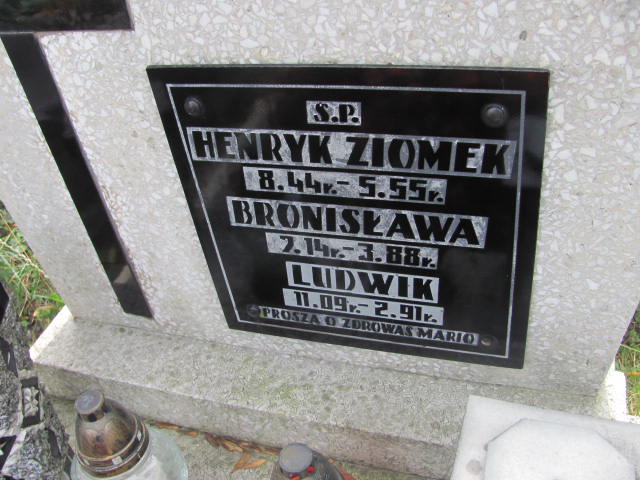 Ś.P.
HENRYK ZIOMEK
8.44r.-5.55r.
BRONISŁAWA
2.14r.-3.88r.
LUDWIK
11.09r.-2.91r.
PROSZĄ O ZDROWAŚ MARIO